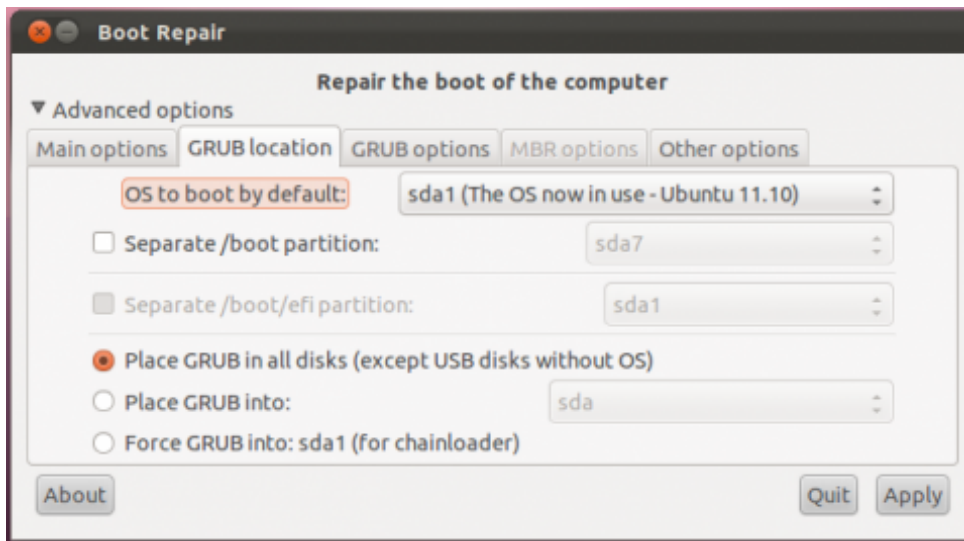 Boot Repair
Repair the boot of the computer
Advanced options
Main options GRUB location GRUB options MBR options Other options
OS to boot by default: sda1 (The OS now in use - Ubuntu 11.10)
Separate /boot partition: sda7
Separate /boot/efi partition: sda1
Place GRUB in all disks (except USB disks without OS)
Place GRUB into: sda
Force GRUB into: sda1 (for chainloader)
About Quit Apply